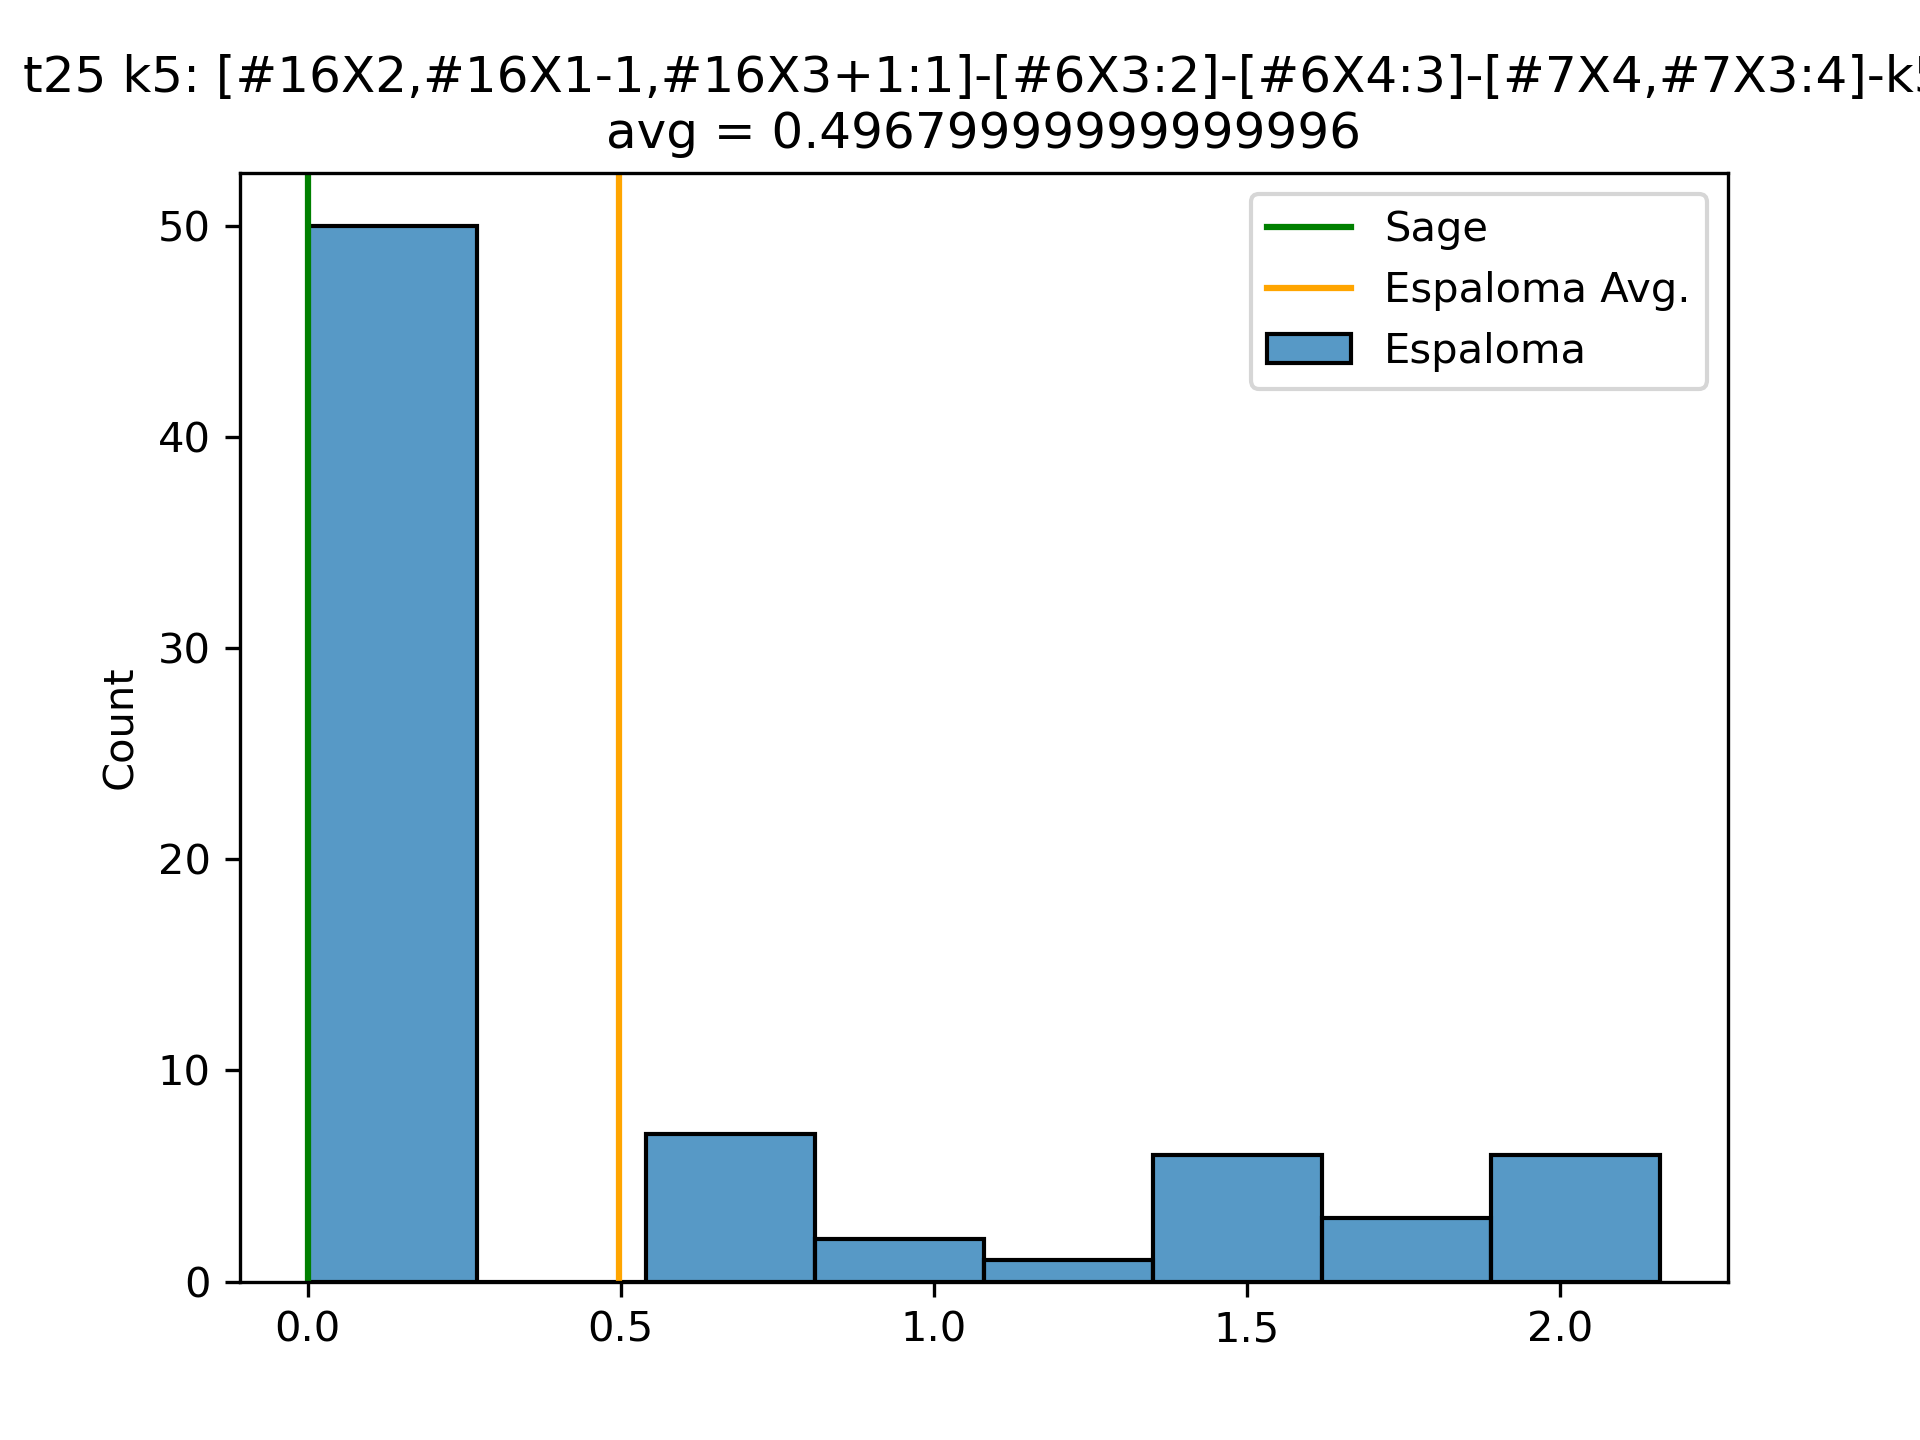 t25 k5: [#16X2,#16X1-1,#16X3+1:1]-[#6X3:2]-[#6X4:3]-[#7X4,#7X3:4]-k5
avg = 0.49679999999999996
Sage
Espaloma Avg.
Espaloma
50
40
30
20
10
0
Count
0.0 0.5 1.0 1.5 2.0